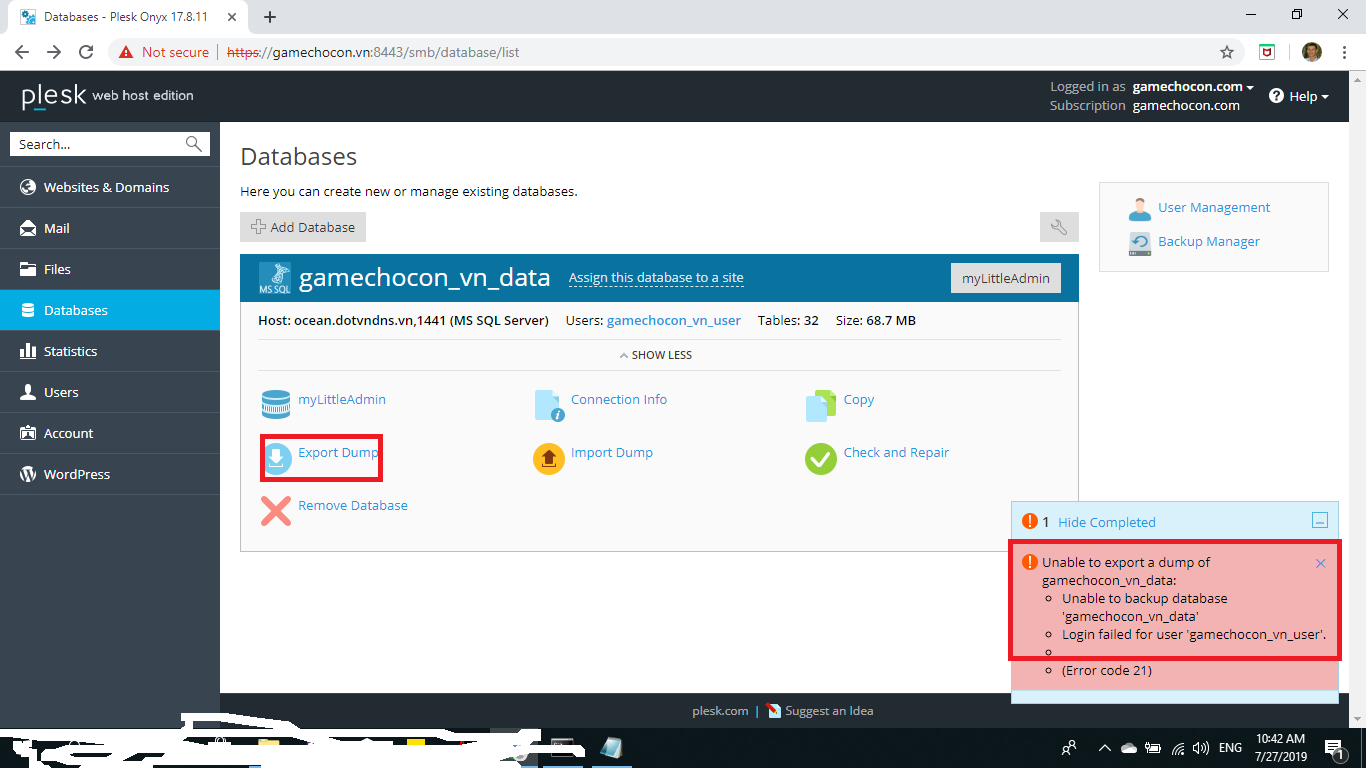 Databases - Plesk Onyx 17.8.11
Not secure https://gamechocon.vn:8443/smb/database/list
plesk web host edition
Logged in as gamechocon.com
Subscription gamechocon.com
Help
Search...
Websites & Domains
Mail
Files
Databases
Statistics
Users
Account
WordPress
Databases
Here you can create new or manage existing databases.
Add Database
User Management
Backup Manager
MS SQL gamechocon_vn_data Assign this database to a site myLittleAdmin
Host: ocean.dotvndns.vn,1441 (MS SQL Server) Users: gamechocon_vn_user Tables: 32 Size: 68.7 MB
SHOW LESS
myLittleAdmin Connection Info Copy
Export Dump Import Dump Check and Repair
Remove Database
1 Hide Completed
Unable to export a dump of
gamechocon_vn_data:
Unable to backup database
'gamechocon_vn_data'
Login failed for user 'gamechocon_vn_user'.
(Error code 21)
plesk.com | Suggest an Idea
ENG
10:42 AM
7/27/2019
1